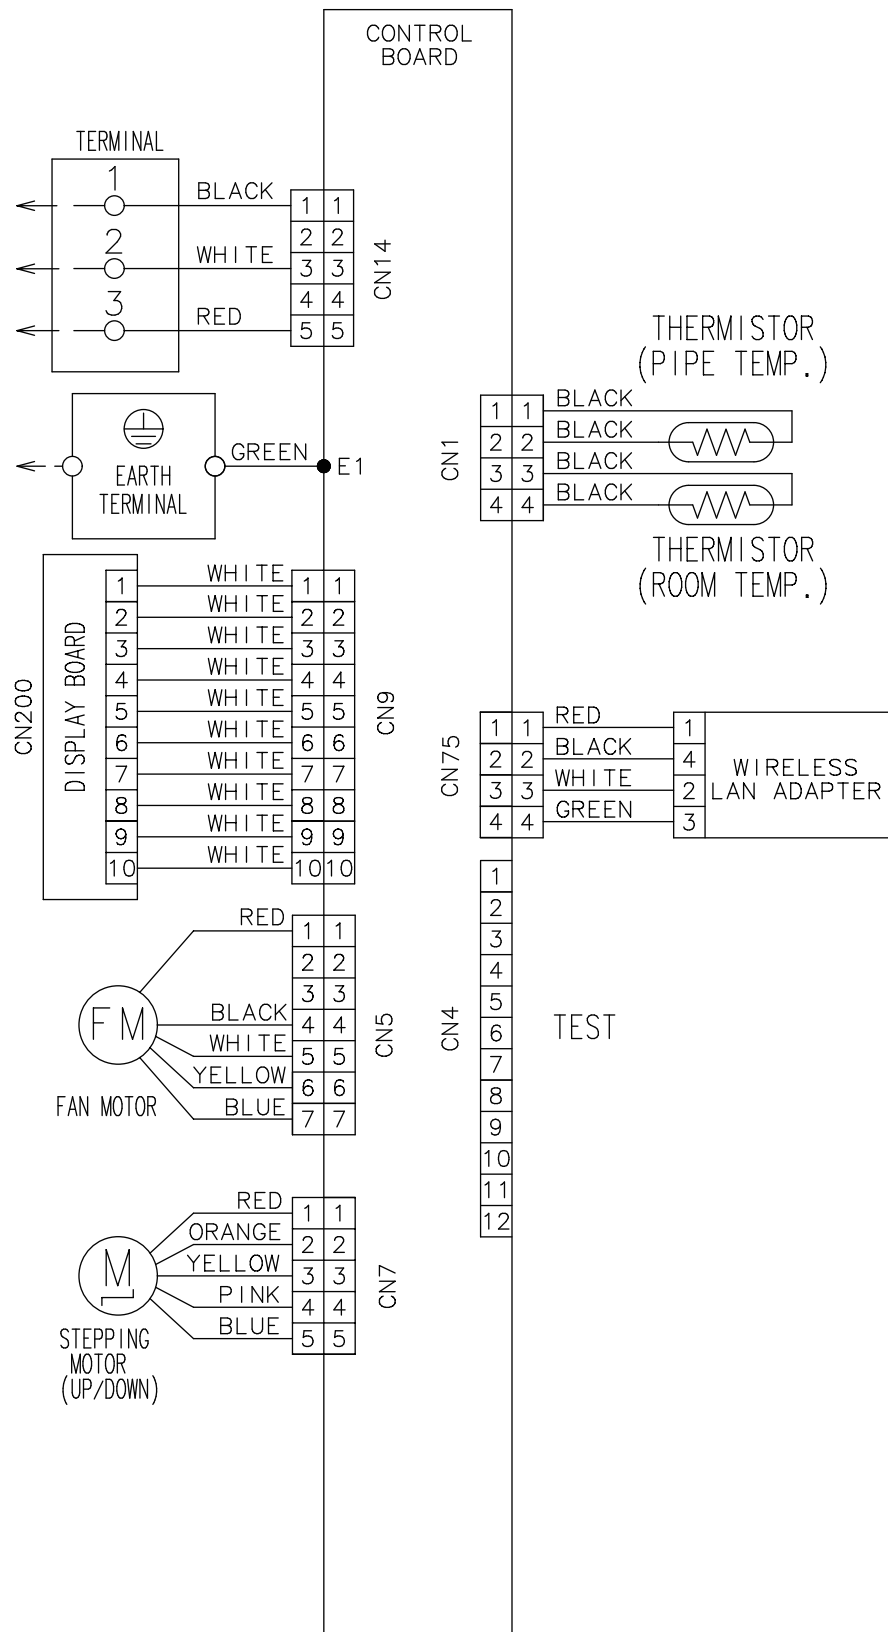 CONTROL
BOARD
TERMINAL
1 BLACK 1 1
2 2
2 WHITE 3 3
4 4
3 RED 5 5
CN14
EARTH
TERMINAL
GREEN
E1
THERMISTOR
(PIPE TEMP.)
CN1
1 1 BLACK
2 2 BLACK
3 3 BLACK
4 4 BLACK
THERMISTOR
(ROOM TEMP.)
CN200
DISPLAY BOARD
1 WHITE 1 1
2 WHITE 2 2
3 WHITE 3 3
4 WHITE 4 4
5 WHITE 5 5
6 WHITE 6 6
7 WHITE 7 7
8 WHITE 8 8
9 WHITE 9 9
10 WHITE 10 10
CN9
CN75
1 1 RED 1
2 2 BLACK 4
3 3 WHITE 2
4 4 GREEN 3
WIRELESS
LAN ADAPTER
FM
FAN MOTOR
RED 1 1
2 2
3 3
BLACK 4 4
WHITE 5 5
YELLOW 6 6
BLUE 7 7
CN5
CN4
1
2
3
4
5
6
7
8
9
10
11
12
TEST
M
STEPPING
MOTOR
(UP/DOWN)
RED 1 1
ORANGE 2 2
YELLOW 3 3
PINK 4 4
BLUE 5 5
CN7